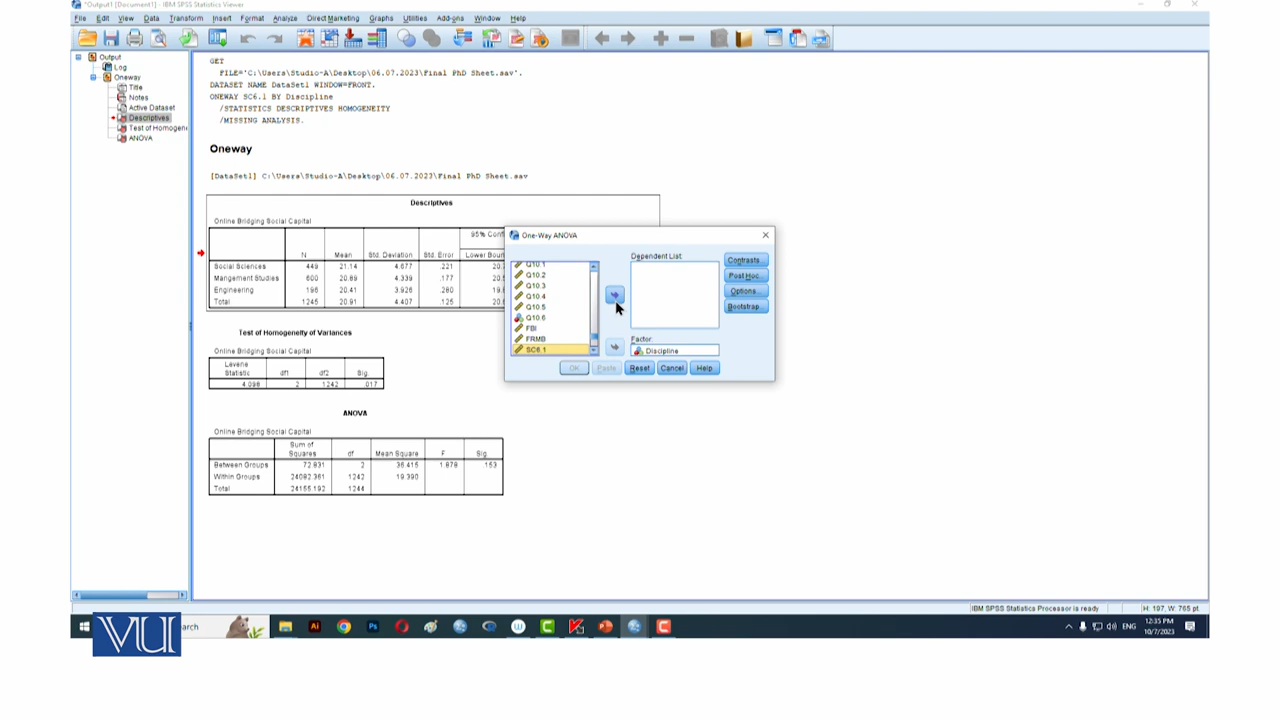 *Output1 [Document1] - IBM SPSS Statistics Viewer
File Edit View Data Transform Insert Format Analyze Direct Marketing Graphs Utilities Add-ons Window Help
Output
Log
Oneway
Title
Notes
Active Dataset
Descriptives
Test of Homogen
ANOVA
GET
FILE='C:\Users\Studio-A\Desktop\06.07.2023\Final PhD Sheet.sav'.
DATASET NAME DataSet1 WINDOW=FRONT.
ONEWAY SC6.1 BY Discipline
/STATISTICS DESCRIPTIVES HOMOGENEITY
/MISSING ANALYSIS.
Oneway
[DataSet1] C:\Users\Studio-A\Desktop\06.07.2023\Final PhD Sheet.sav
Descriptives
Online Bridging Social Capital
95% Conf
N Mean Std. Deviation Std. Error Lower Boun
Social Sciences 449 21.14 4.677 .221 20.
Mangement Studies 600 20.89 4.339 .177 20.
Engineering 196 20.41 3.926 .280 19.
Total 1245 20.91 4.407 .125 20.
Test of Homogeneity of Variances
Online Bridging Social Capital
Levene
Statistic df1 df2 Sig.
4.098 2 1242 .017
ANOVA
Online Bridging Social Capital
Sum of
Squares df Mean Square F Sig.
Between Groups 72.831 2 36.415 1.878 .153
Within Groups 24082.361 1242 19.390
Total 24155.192 1244
One-Way ANOVA
Q10.1
Q10.2
Q10.3
Q10.4
Q10.5
Q10.6
FBI
FRMB
SC6.1
Dependent List:
Factor:
Discipline
Contrasts...
Post Hoc...
Options...
Bootstrap...
OK Paste Reset Cancel Help
IBM SPSS Statistics Processor is ready H: 197, W: 765 pt
VU
arch
ENG
12:35 PM
10/7/2023